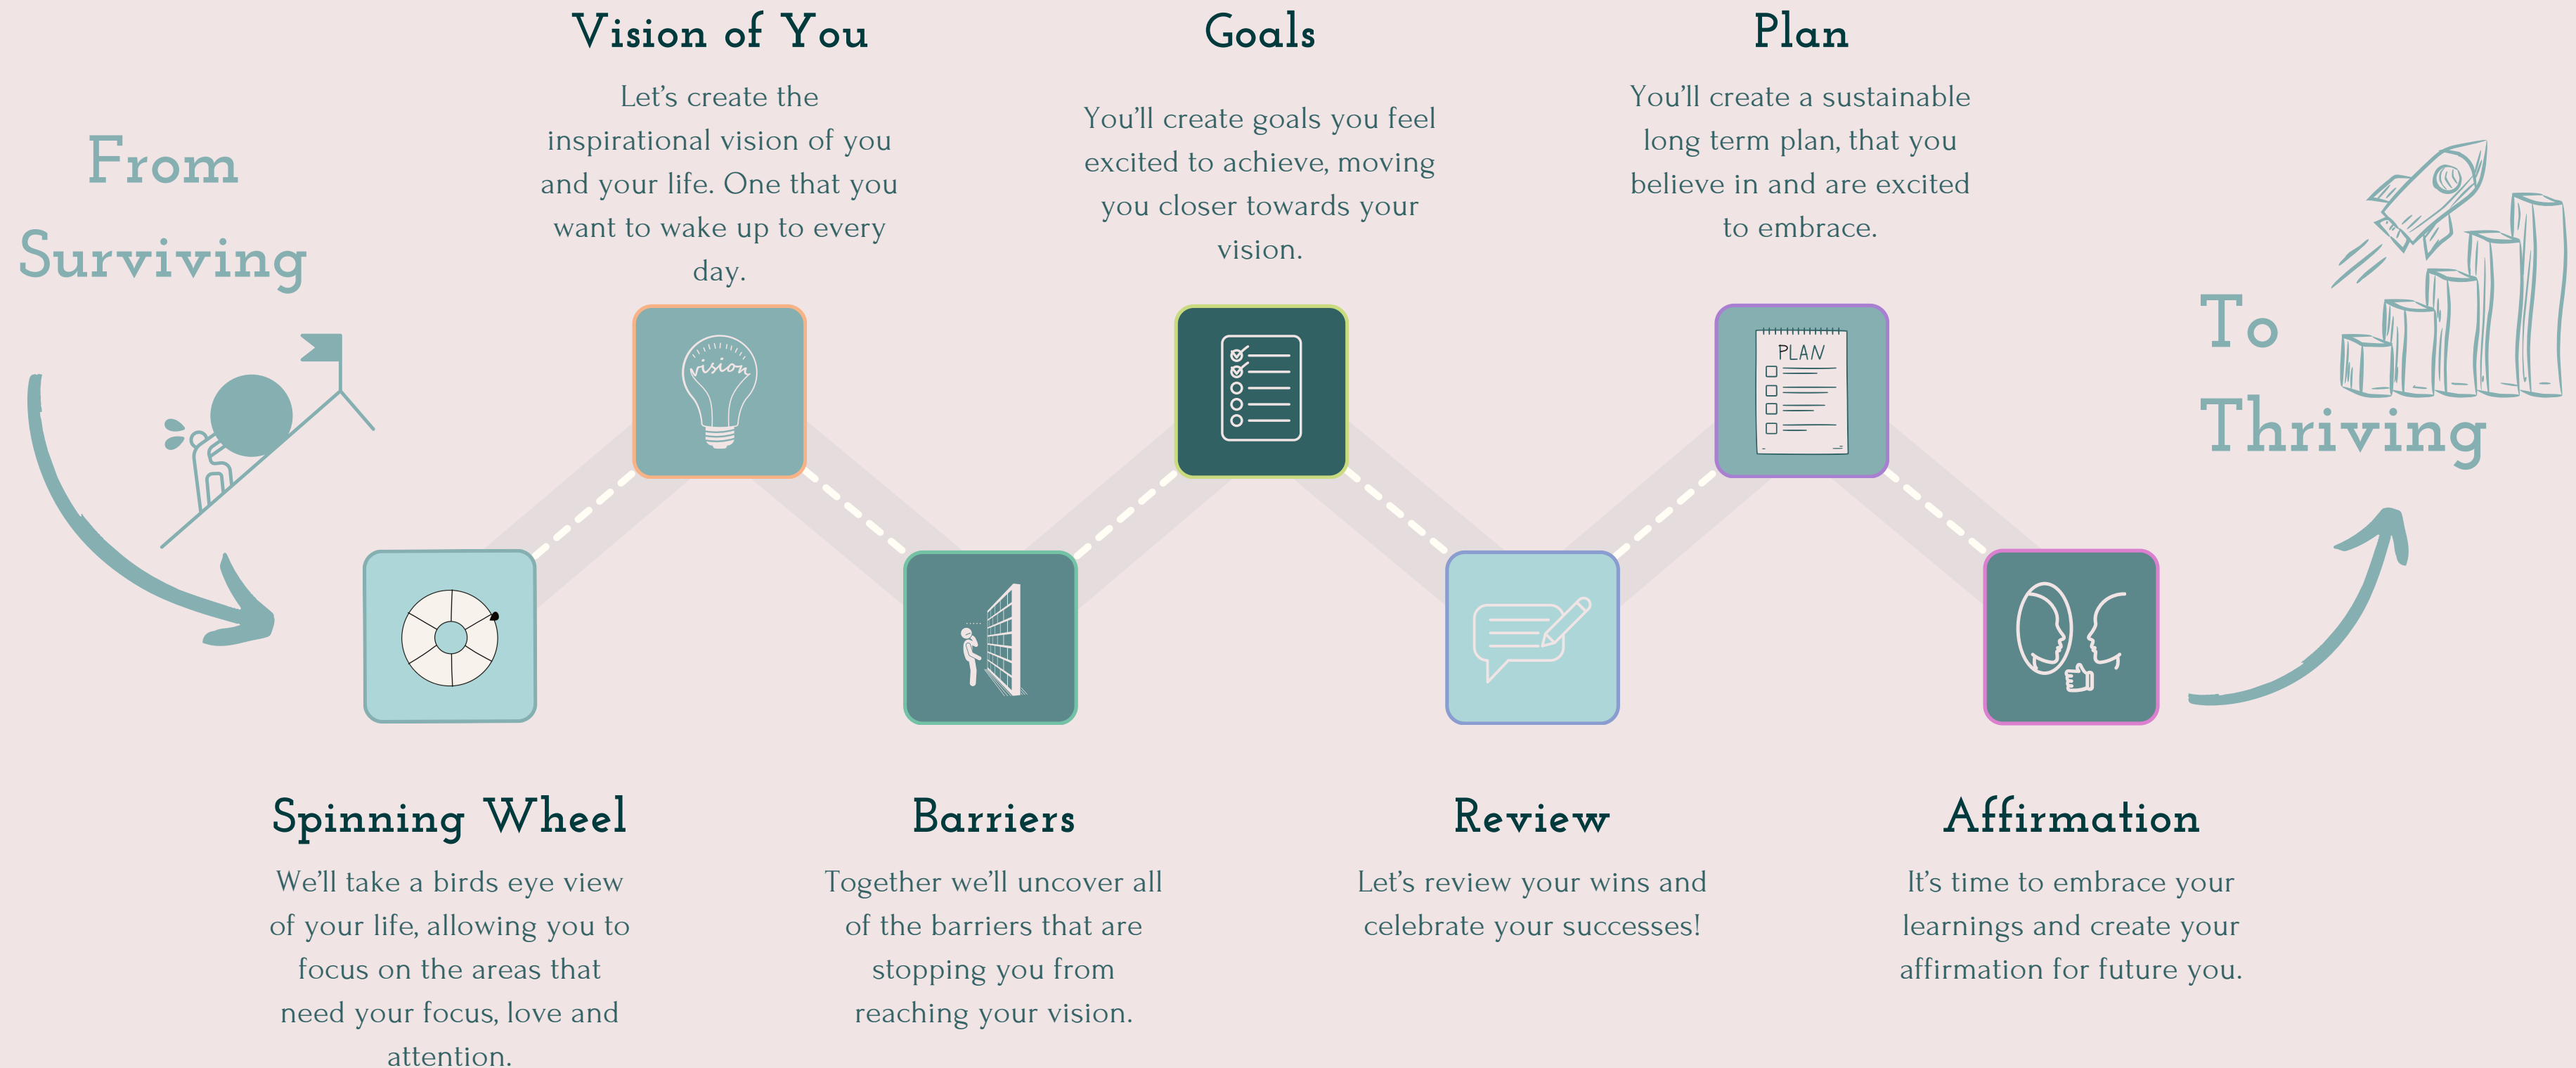 From
Surviving
Spinning Wheel
We'll take a birds eye view
of your life, allowing you to
focus on the areas that
need your focus, love and
attention.
Vision of You
Let's create the
inspirational vision of you
and your life. One that you
want to wake up to every
day.
vision
Barriers
Together we'll uncover all
of the barriers that are
stopping you from
reaching your vision.
Goals
You'll create goals you feel
excited to achieve, moving
you closer towards your
vision.
Review
Let's review your wins and
celebrate your successes!
Plan
You'll create a sustainable
long term plan, that you
believe in and are excited
to embrace.
PLAN
Affirmation
It's time to embrace your
learnings and create your
affirmation for future you.
To
Thriving